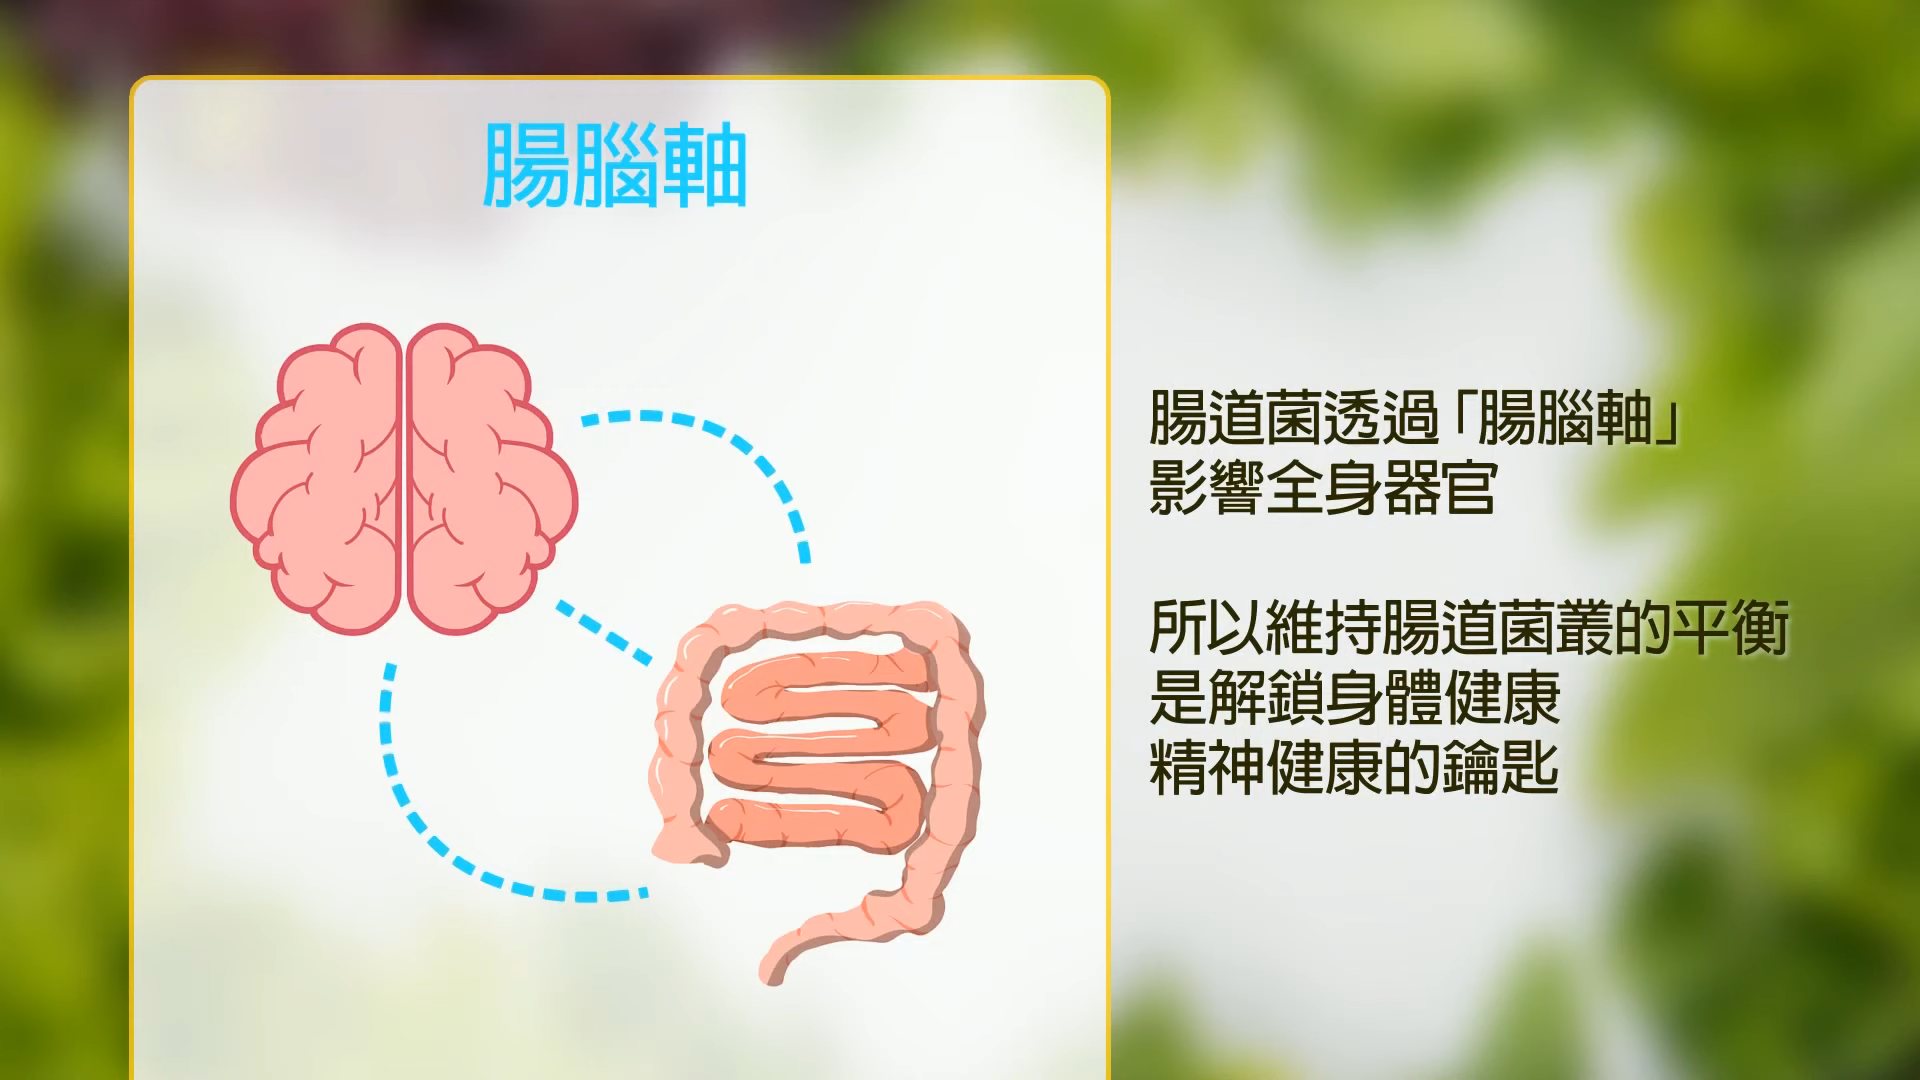 腸腦軸
腸道菌透過「腸腦軸」
影響全身器官
所以維持腸道菌叢的平衡
是解鎖身體健康
精神健康的鑰匙